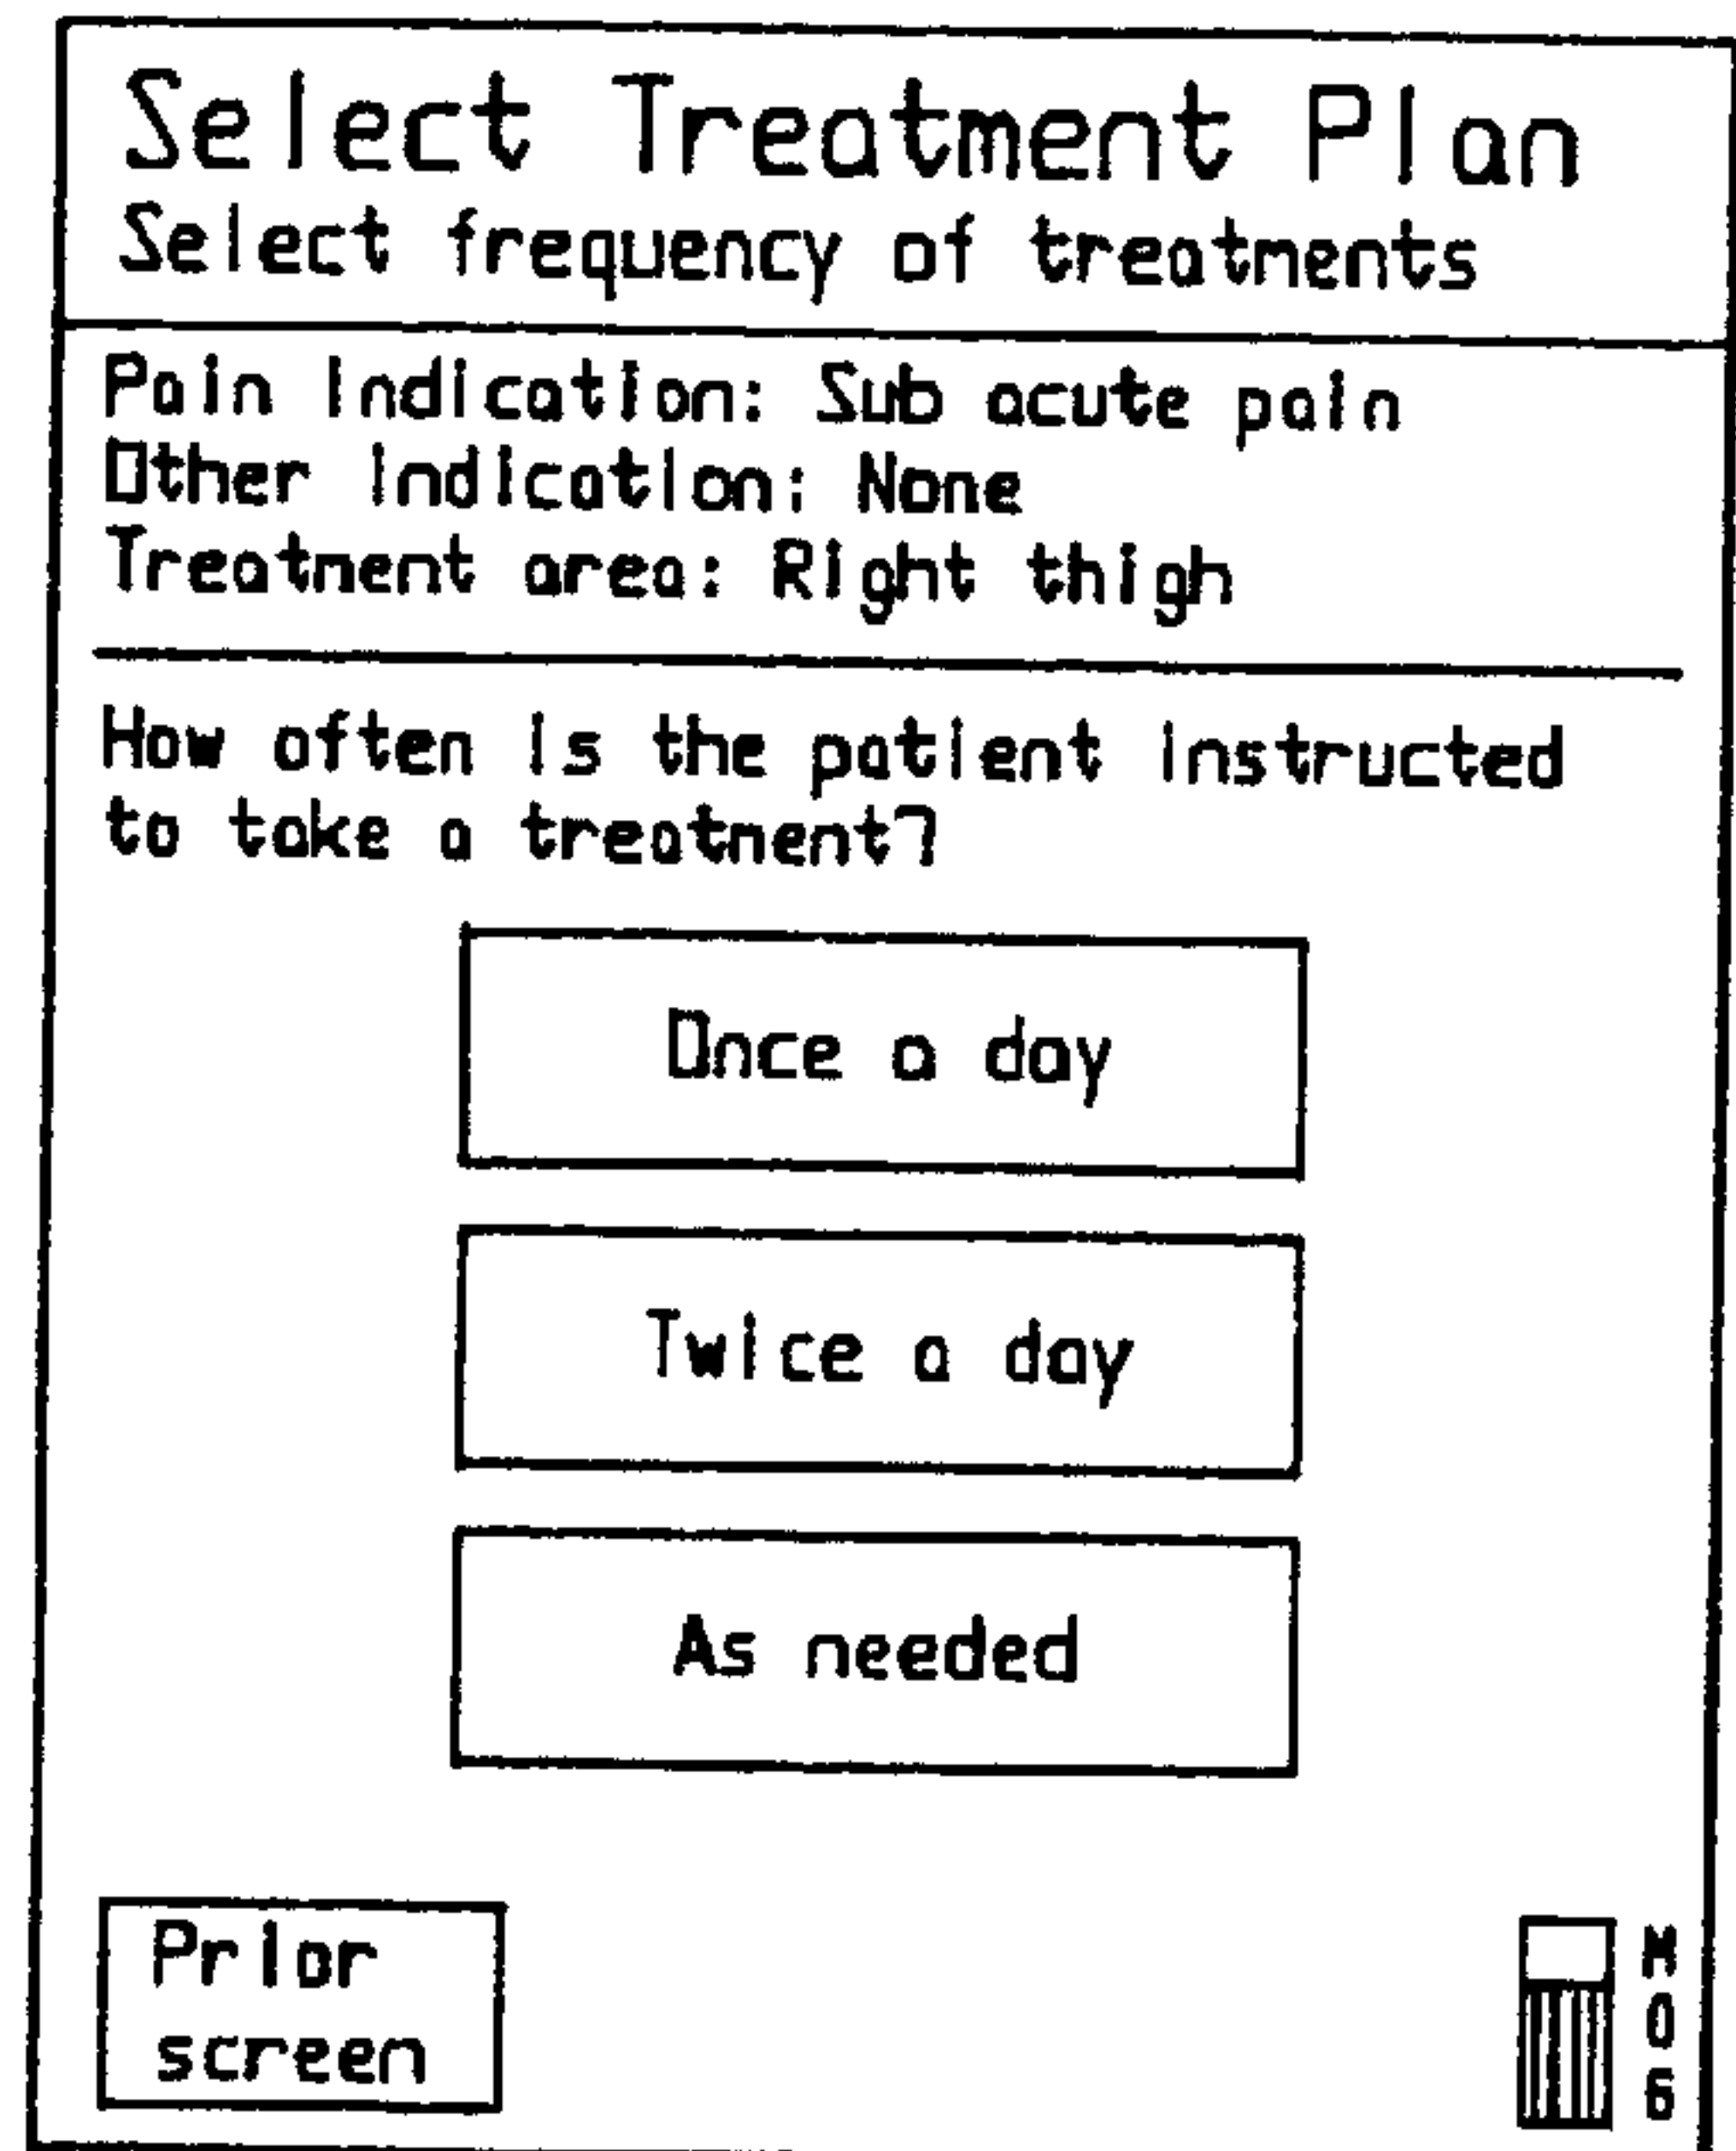 Select Treatment Plan
Select frequency of treatments
Pain Indication: Sub acute pain
Other indication: None
Treatment area: Right thigh
How often is the patient instructed
to take a treatment?
Once a day
Twice a day
As needed
Prior
screen
M
0
6